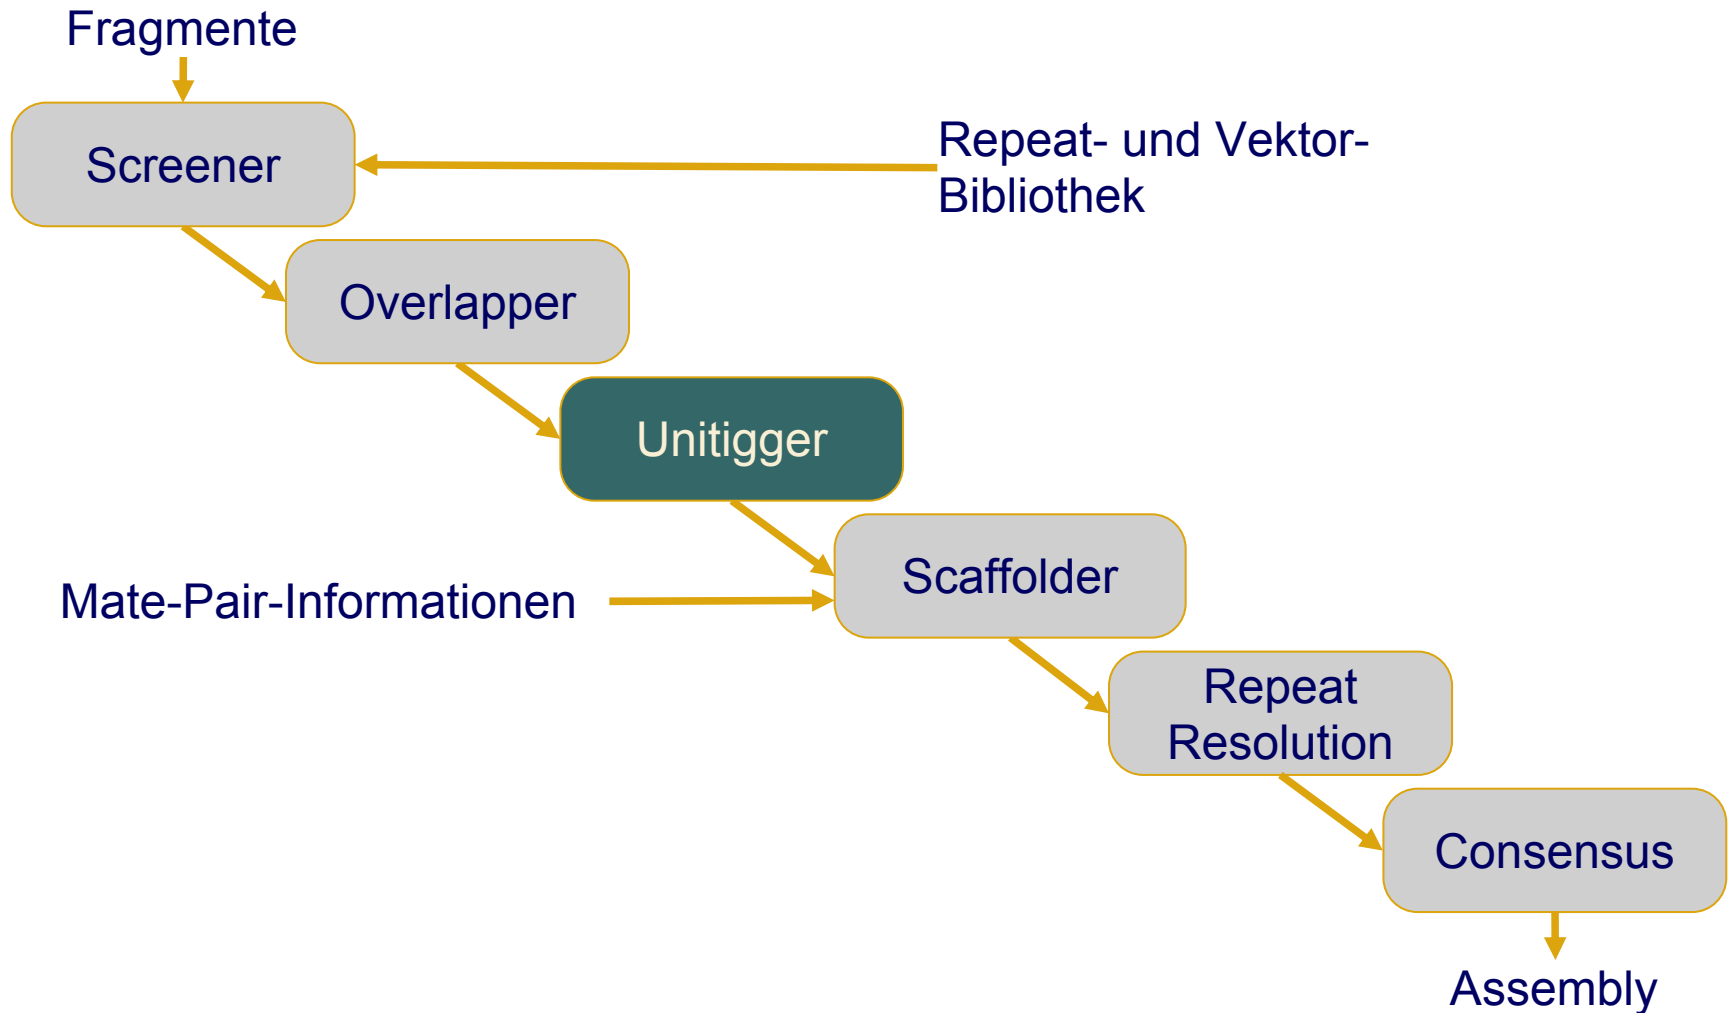 Fragmente
Screener
Repeat- und Vektor-
Bibliothek
Overlapper
Unitigger
Scaffolder
Mate-Pair-Informationen
Repeat
Resolution
Consensus
Assembly